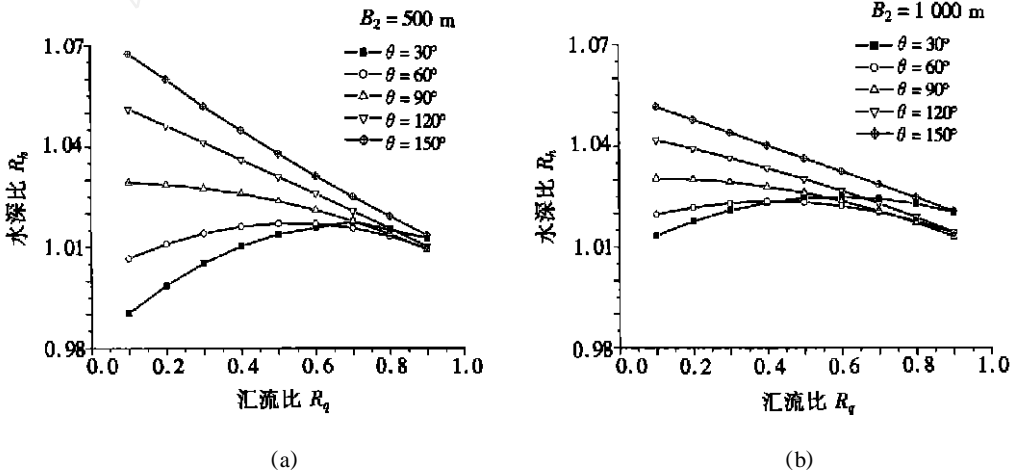 B₂ = 500 m
θ = 30°
θ = 60°
θ = 90°
θ = 120°
θ = 150°
1.07
1.04
1.01
0.98
水深比 R_h
0.0 0.2 0.4 0.6 0.8 1.0
汇流比 R_q
(a)
B₂ = 1 000 m
θ = 30°
θ = 60°
θ = 90°
θ = 120°
θ = 150°
1.07
1.04
1.01
0.98
水深比 R_h
0.0 0.2 0.4 0.6 0.8 1.0
汇流比 R_q
(b)